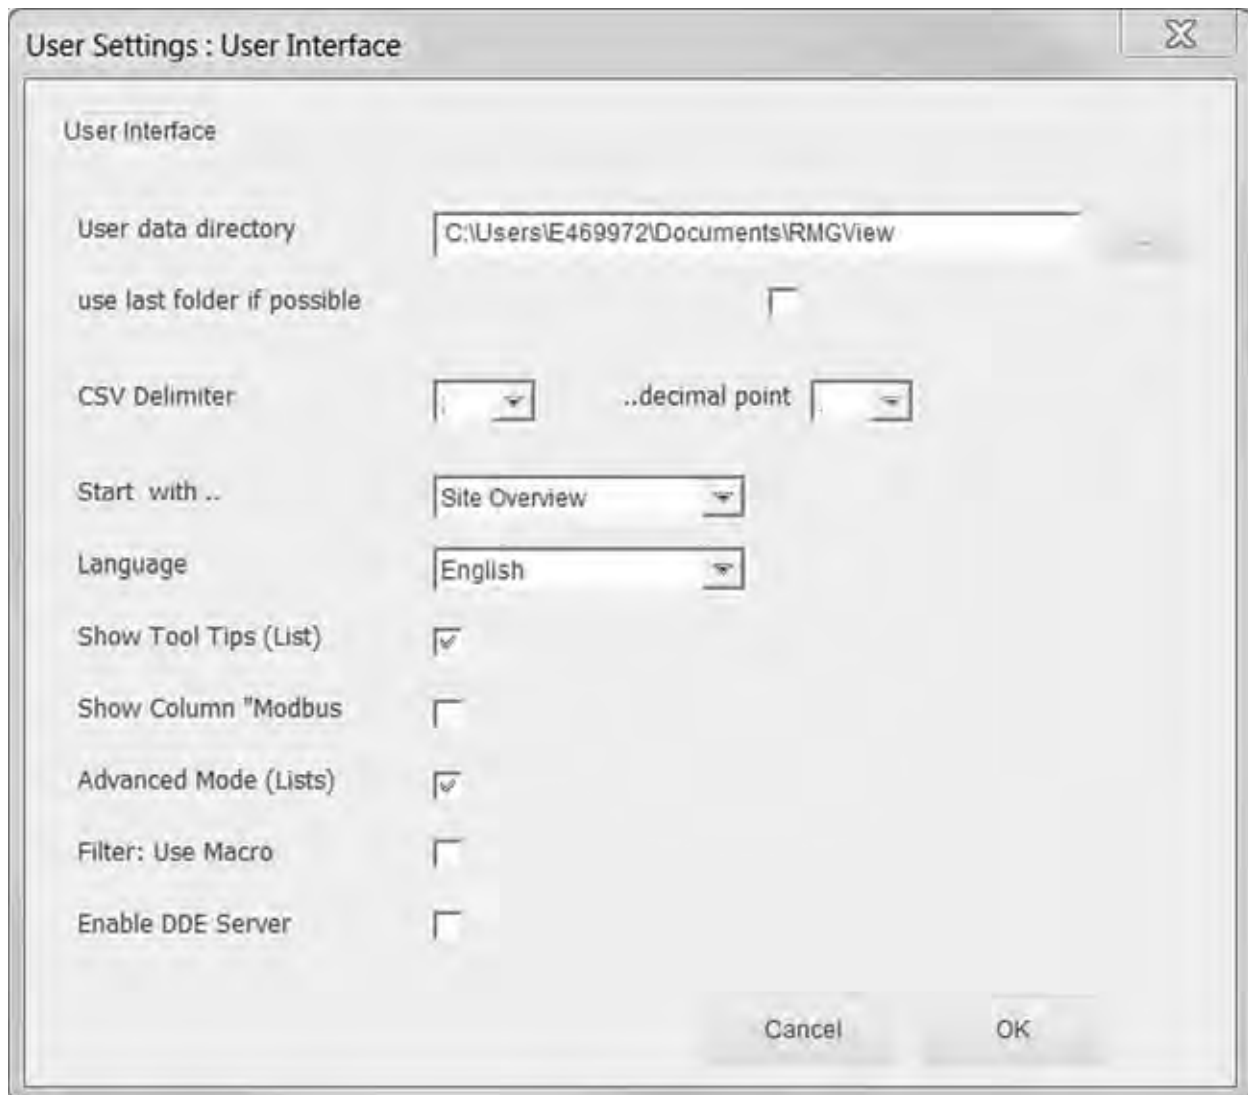 User Settings : User Interface
User Interface
User data directory C:\Users\E469972\Documents\RMGView
use last folder if possible
CSV Delimiter ..decimal point
Start with .. Site Overview
Language English
Show Tool Tips (List)
Show Column "Modbus
Advanced Mode (Lists)
Filter: Use Macro
Enable DDE Server
Cancel OK